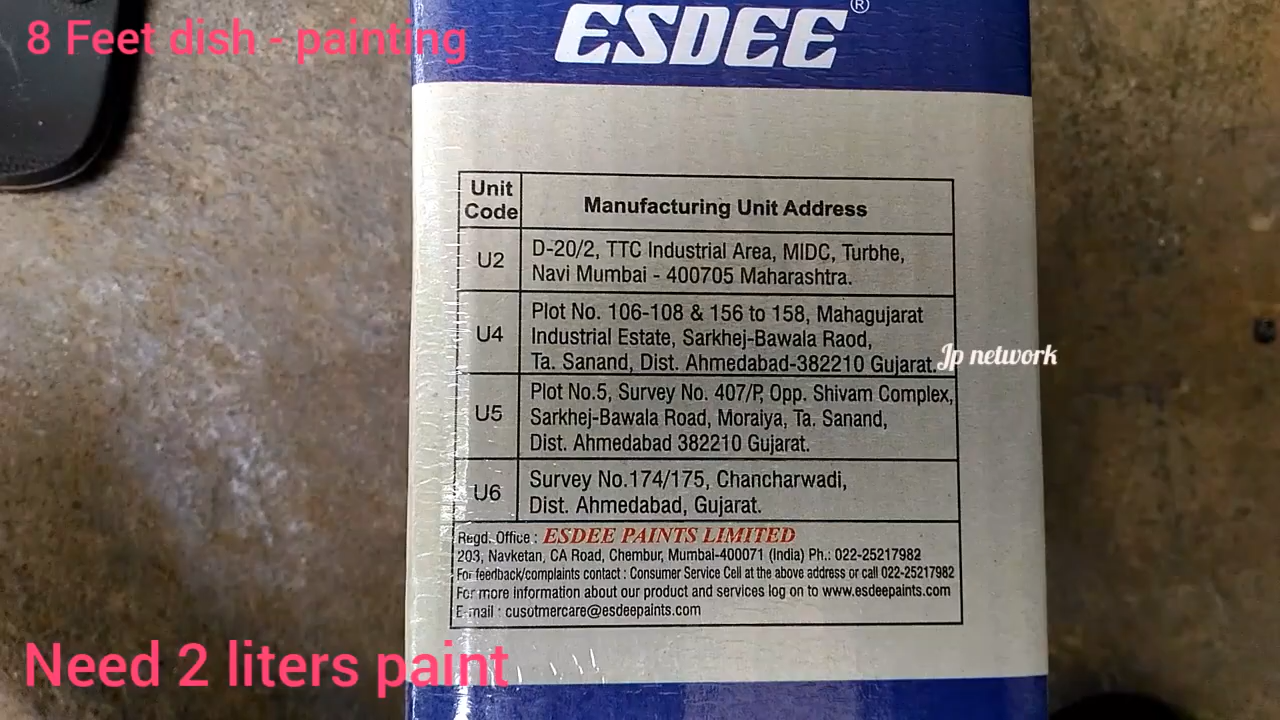 8 Feet dish - painting
ESDEE®
Unit Code
Manufacturing Unit Address
U2
D-20/2, TTC Industrial Area, MIDC, Turbhe,
Navi Mumbai - 400705 Maharashtra.
U4
Plot No. 106-108 & 156 to 158, Mahagujarat
Industrial Estate, Sarkhej-Bawala Raod,
Ta. Sanand, Dist. Ahmedabad-382210 Gujarat.
Jp network
U5
Plot No.5, Survey No. 407/P, Opp. Shivam Complex,
Sarkhej-Bawala Road, Moraiya, Ta. Sanand,
Dist. Ahmedabad 382210 Gujarat.
U6
Survey No.174/175, Chancharwadi,
Dist. Ahmedabad, Gujarat.
Regd. Office : ESDEE PAINTS LIMITED
203, Navketan, CA Road, Chembur, Mumbai-400071 (India) Ph.: 022-25217982
For feedback/complaints contact : Consumer Service Cell at the above address or call 022-25217982
For more information about our product and services log on to www.esdeepaints.com
E-mail : cusotmercare@esdeepaints.com
Need 2 liters paint